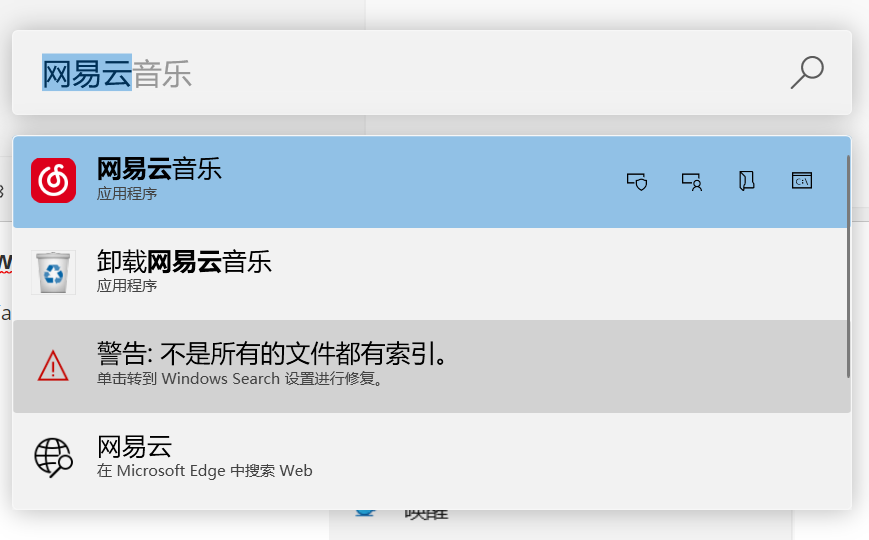 网易云音乐
网易云音乐
应用程序
卸载网易云音乐
应用程序
警告: 不是所有的文件都有索引。
单击转到 Windows Search 设置进行修复。
网易云
在 Microsoft Edge 中搜索 Web
唤醒